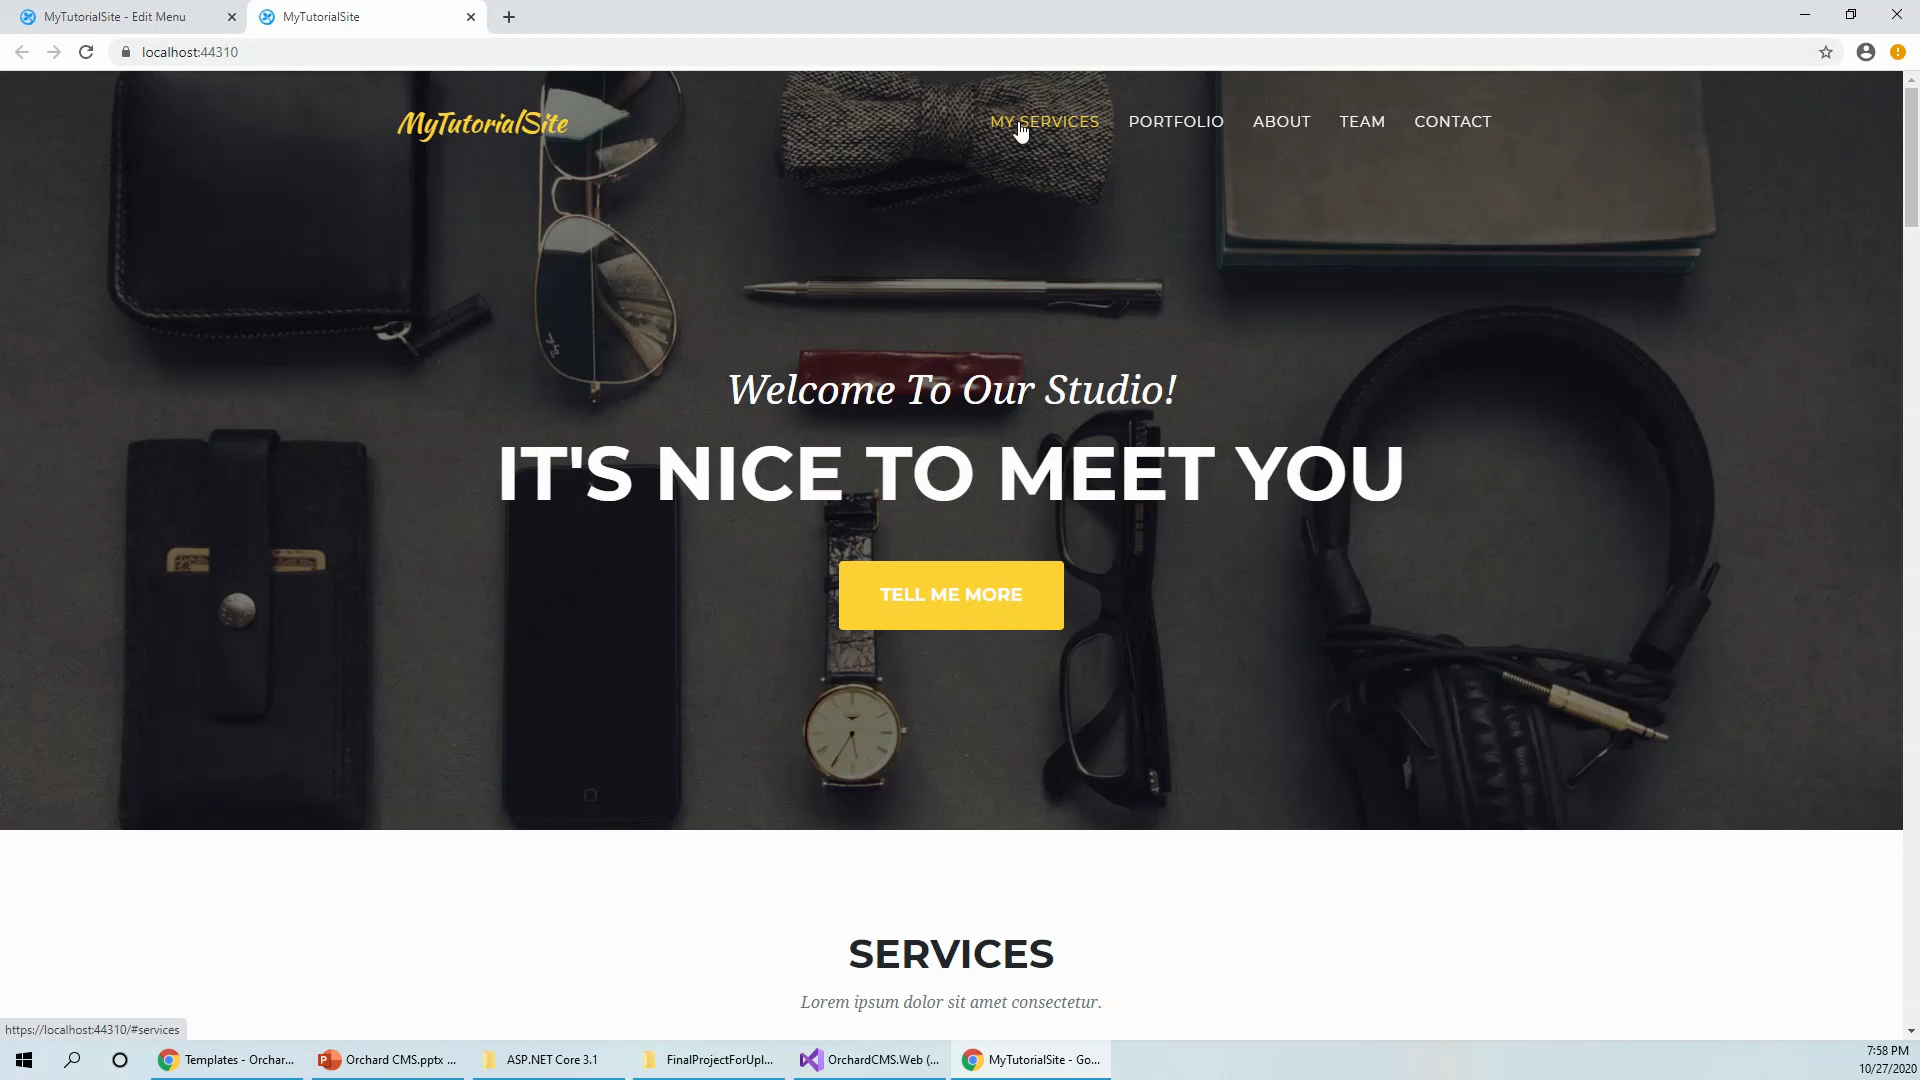 MyTutorialSite - Edit Menu
MyTutorialSite
localhost:44310
MyTutorialSite
MY SERVICES
PORTFOLIO
ABOUT
TEAM
CONTACT
Ray-Ban
Welcome To Our Studio!
IT'S NICE TO MEET YOU
TELL ME MORE
SERVICES
Lorem ipsum dolor sit amet consectetur.
https://localhost:44310/#services
Templates - Orchar...
Orchard CMS.pptx ...
ASP.NET Core 3.1
FinalProjectForUpl...
OrchardCMS.Web (...
MyTutorialSite - Go...
7:58 PM
10/27/2020